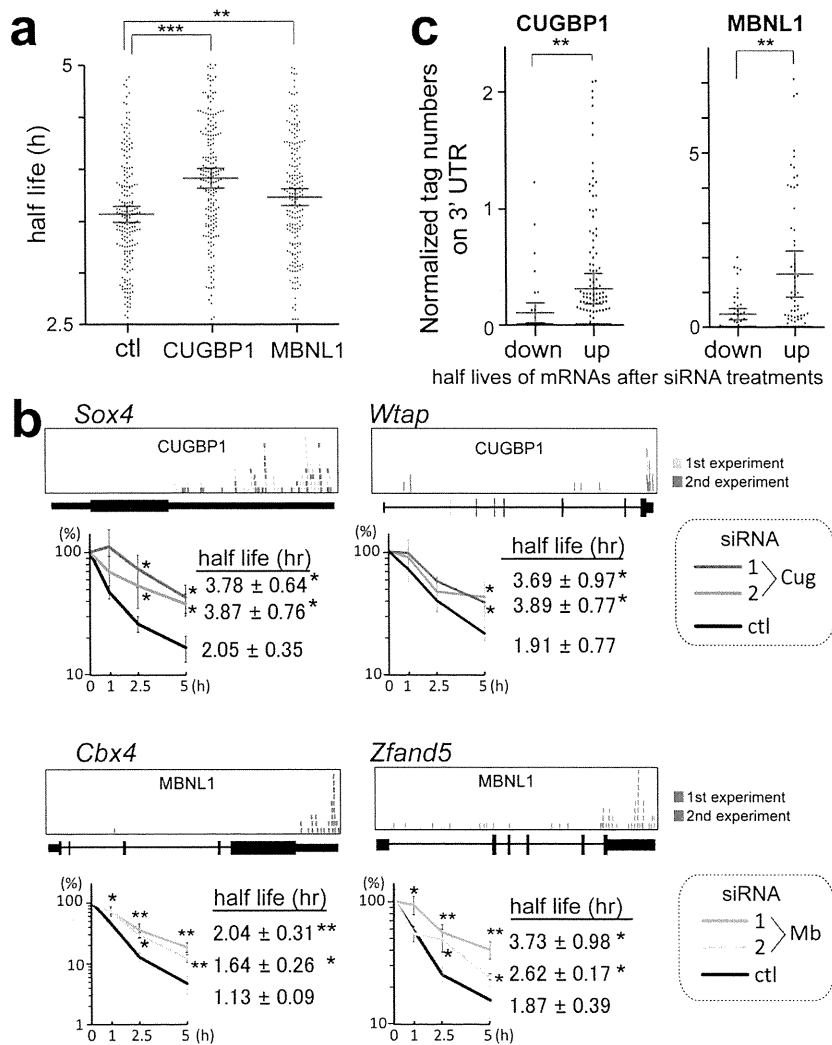 a
**
***
5
half life (h)
2.5
ctl CUGBP1 MBNL1
c
CUGBP1 MBNL1
** **
Normalized tag numbers
on 3' UTR
2
1
0
5
0
down up down up
half lives of mRNAs after siRNA treatments
b
Sox4
CUGBP1
(%)
100
10
0 1 2.5 5 (h)
* * * *
half life (hr)
3.78 ± 0.64*
3.87 ± 0.76*
2.05 ± 0.35
Wtap
CUGBP1
(%)
100
10
0 1 2.5 5 (h)
* *
half life (hr)
3.69 ± 0.97*
3.89 ± 0.77*
1.91 ± 0.77
1st experiment
2nd experiment
siRNA
1
2
Cug
ctl
Cbx4
MBNL1
(%)
100
10
1
0 1 2.5 5 (h)
* ** ** * **
half life (hr)
2.04 ± 0.31**
1.64 ± 0.26 *
1.13 ± 0.09
Zfand5
MBNL1
(%)
100
10
0 1 2.5 5 (h)
* ** ** * *
half life (hr)
3.73 ± 0.98 *
2.62 ± 0.17 *
1.87 ± 0.39
1st experiment
2nd experiment
siRNA
1
2
Mb
ctl